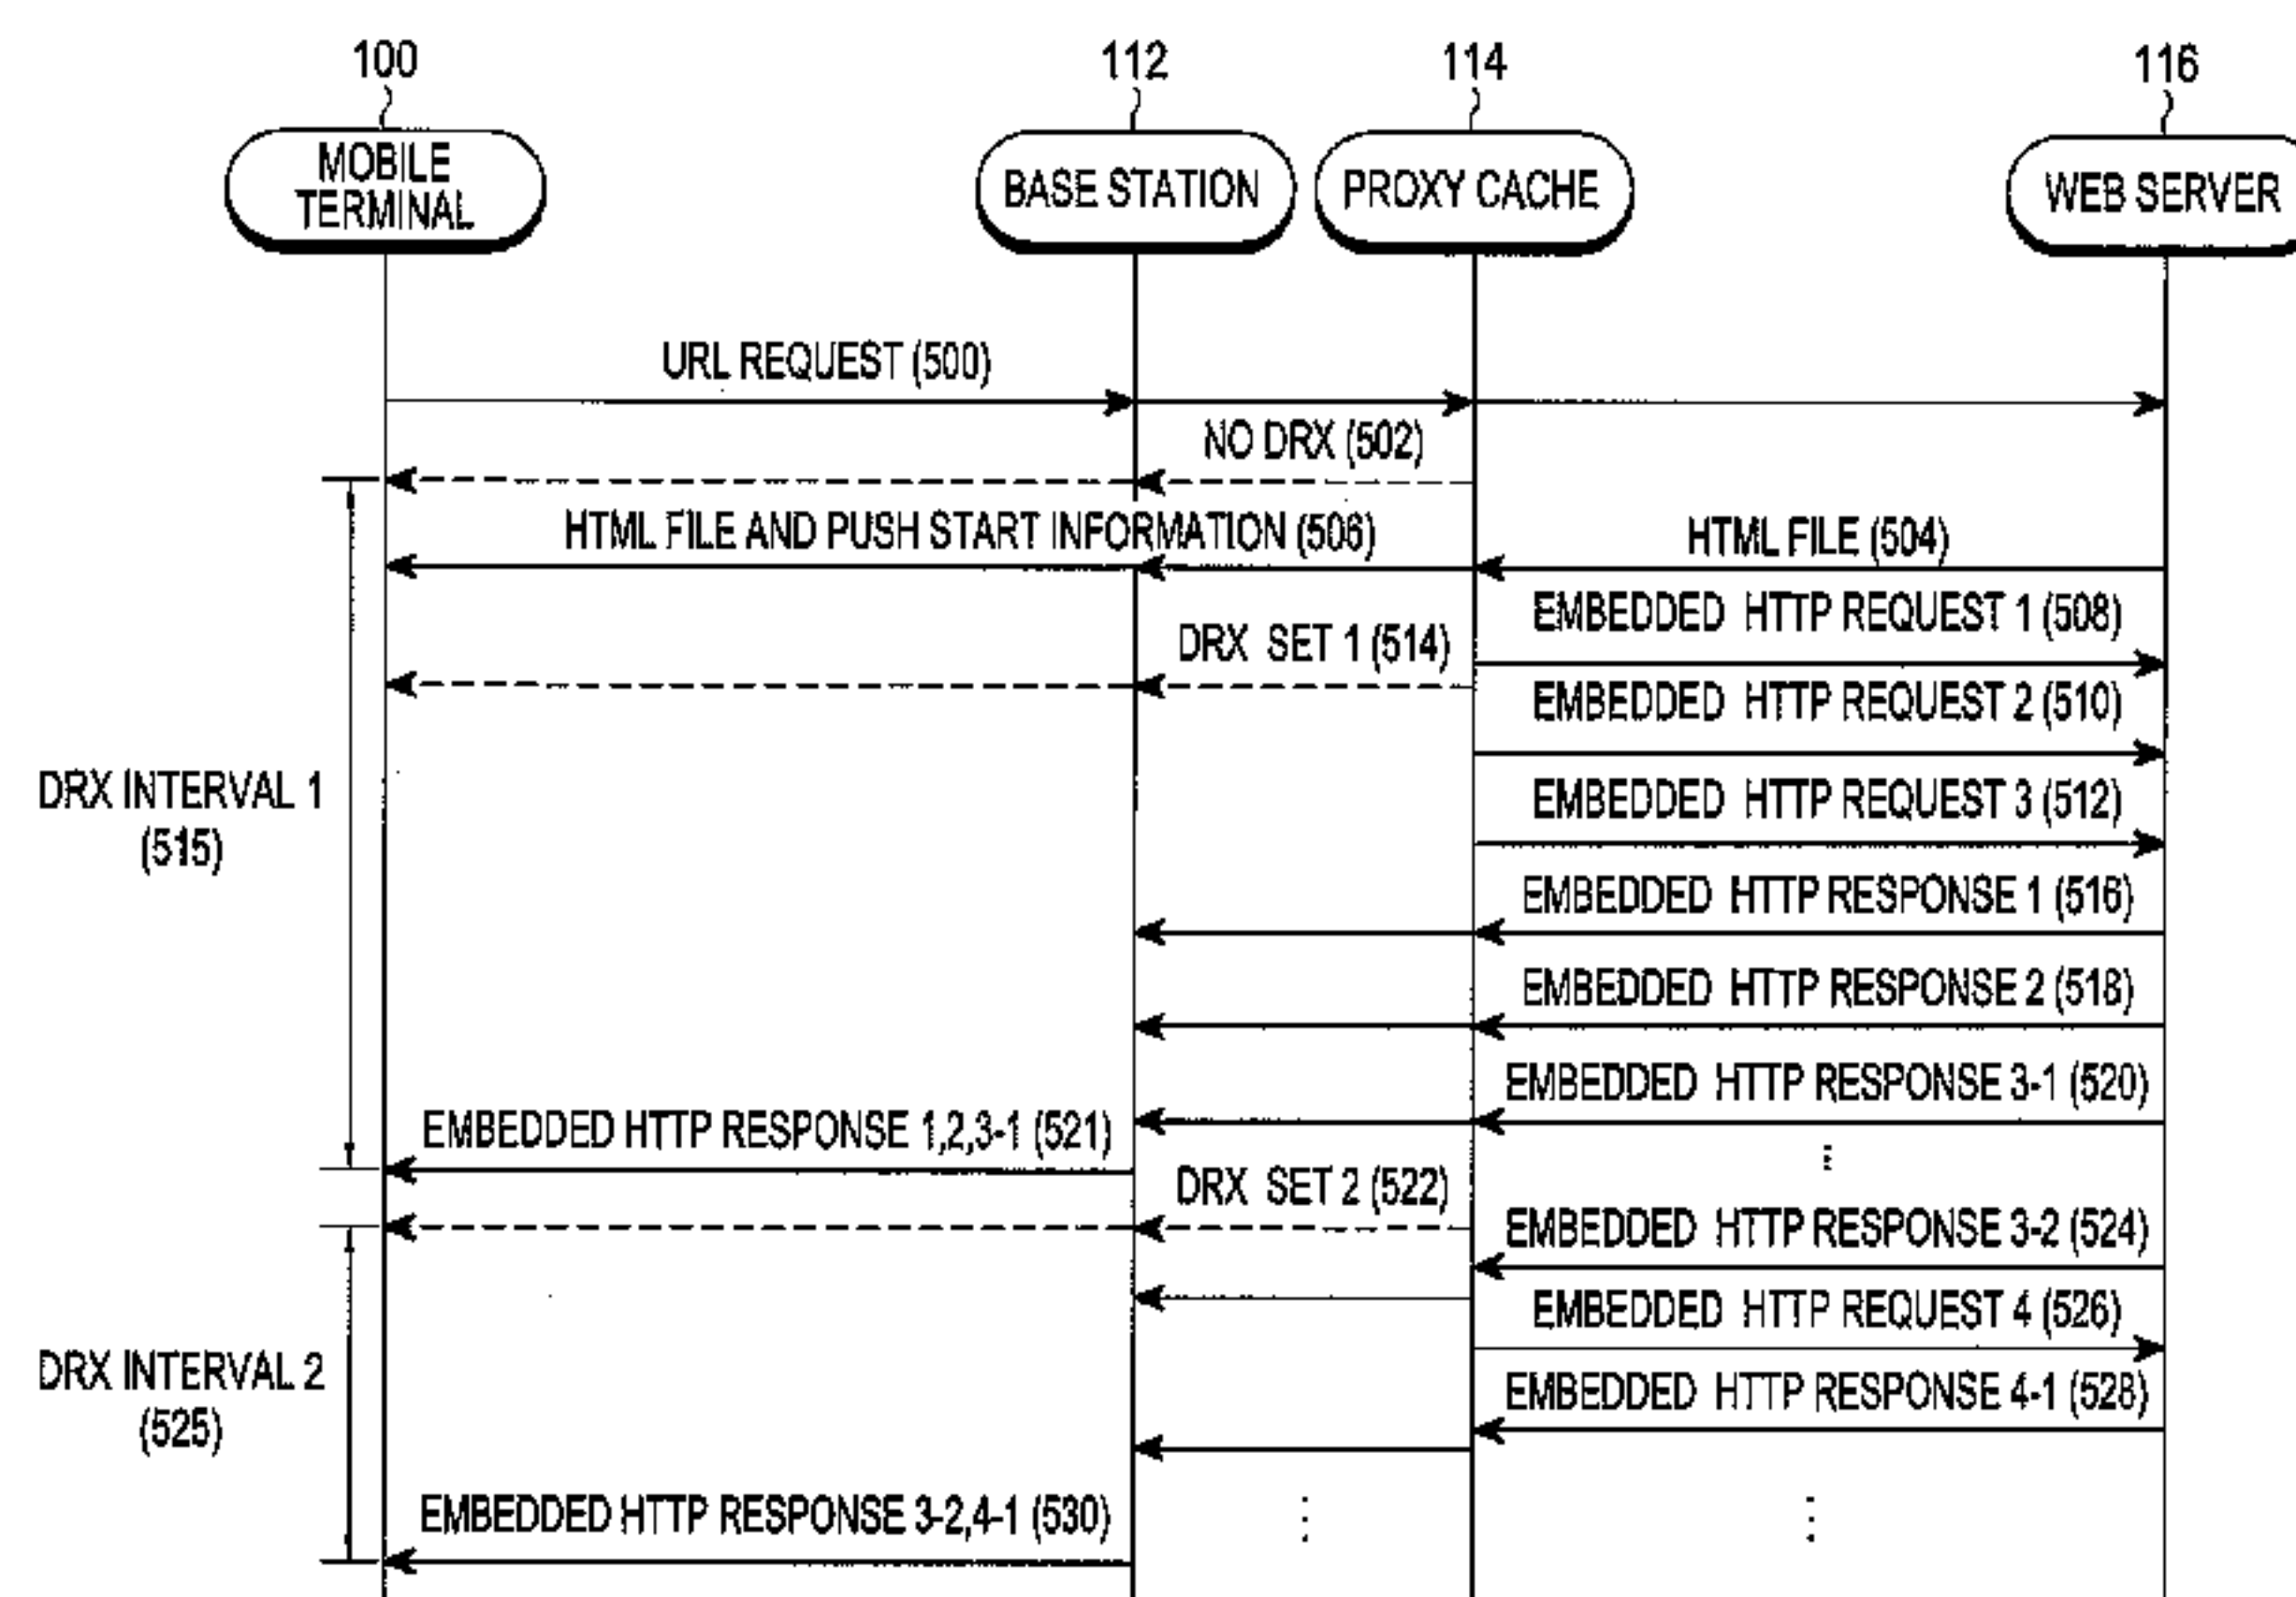 100
112
114
116
MOBILE
TERMINAL
BASE STATION
PROXY CACHE
WEB SERVER
URL REQUEST (500)
NO DRX (502)
HTML FILE AND PUSH START INFORMATION (506)
HTML FILE (504)
EMBEDDED HTTP REQUEST 1 (508)
DRX SET 1 (514)
EMBEDDED HTTP REQUEST 2 (510)
DRX INTERVAL 1
(515)
EMBEDDED HTTP REQUEST 3 (512)
EMBEDDED HTTP RESPONSE 1 (516)
EMBEDDED HTTP RESPONSE 2 (518)
EMBEDDED HTTP RESPONSE 3-1 (520)
EMBEDDED HTTP RESPONSE 1,2,3-1 (521)
DRX SET 2 (522)
EMBEDDED HTTP RESPONSE 3-2 (524)
EMBEDDED HTTP REQUEST 4 (526)
DRX INTERVAL 2
(525)
EMBEDDED HTTP RESPONSE 4-1 (528)
EMBEDDED HTTP RESPONSE 3-2,4-1 (530)